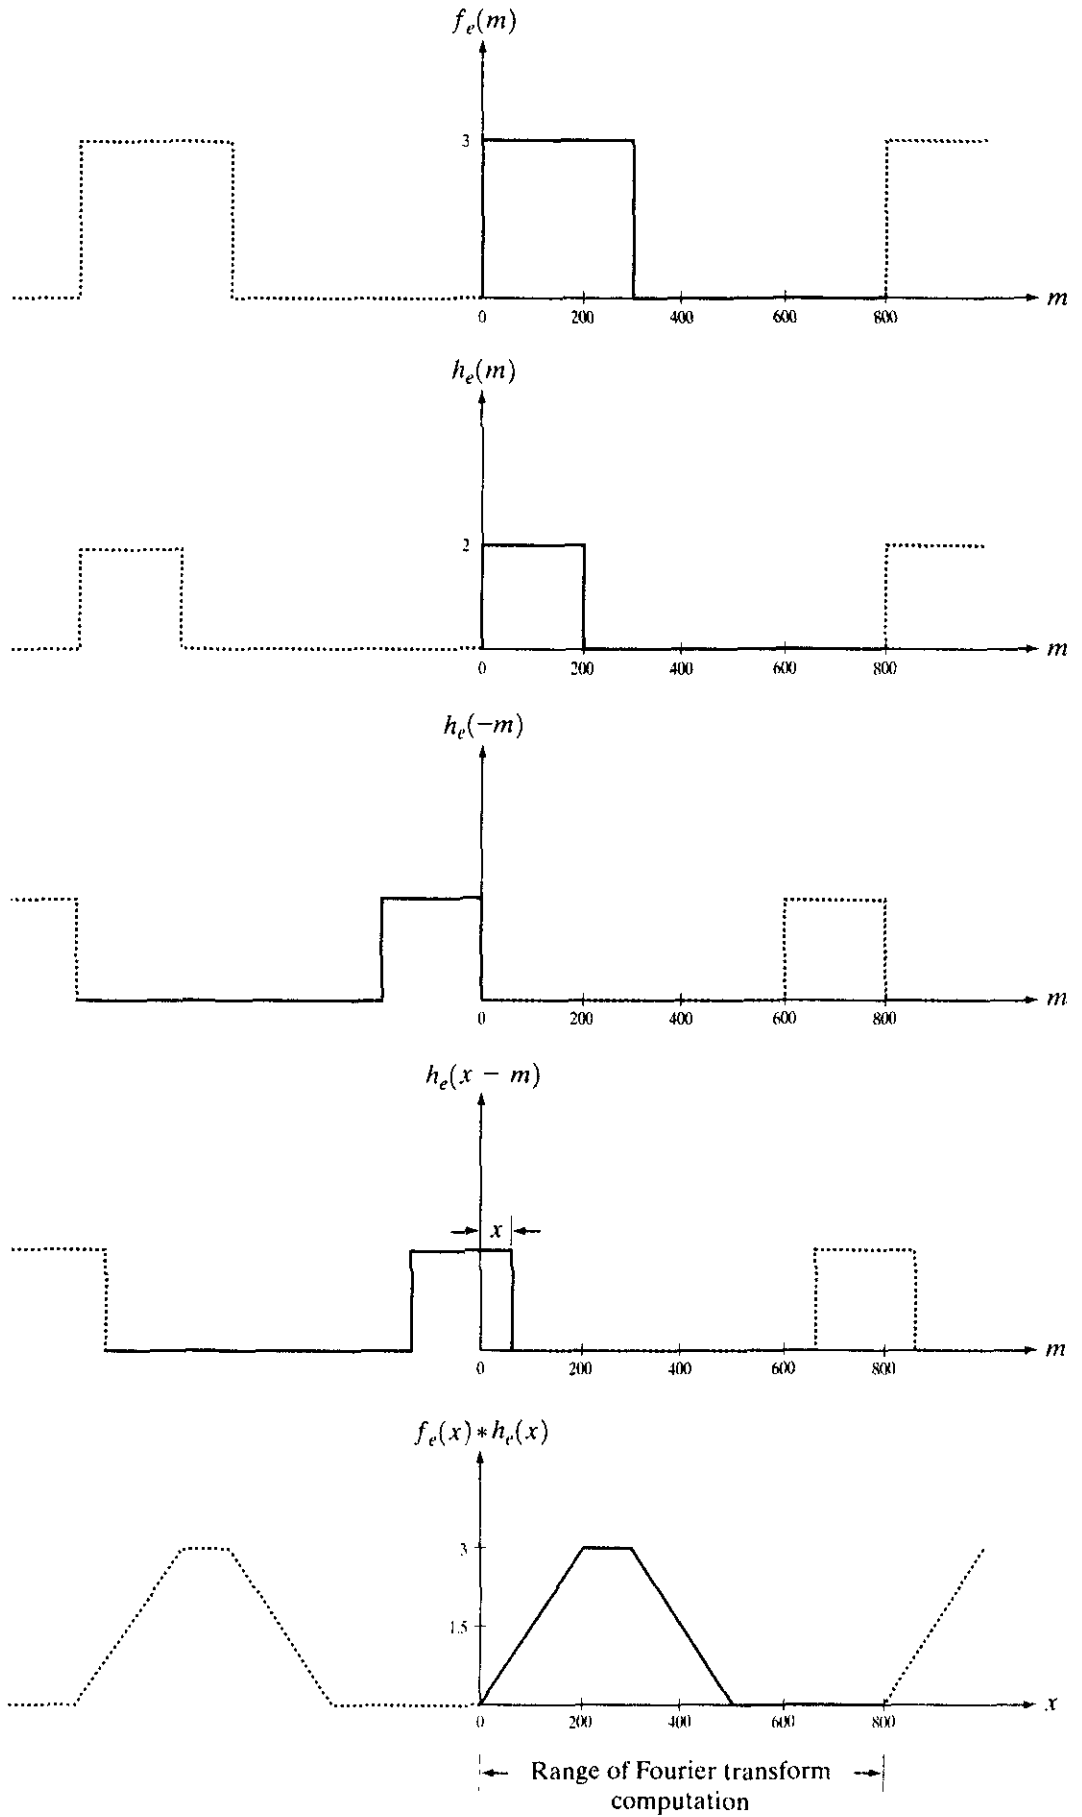 f_e(m)
3
m
0 200 400 600 800
h_e(m)
2
m
0 200 400 600 800
h_e(−m)
m
0 200 400 600 800
h_e(x − m)
x
m
0 200 400 600 800
f_e(x) * h_e(x)
3
1.5
x
0 200 400 600 800
Range of Fourier transform
computation